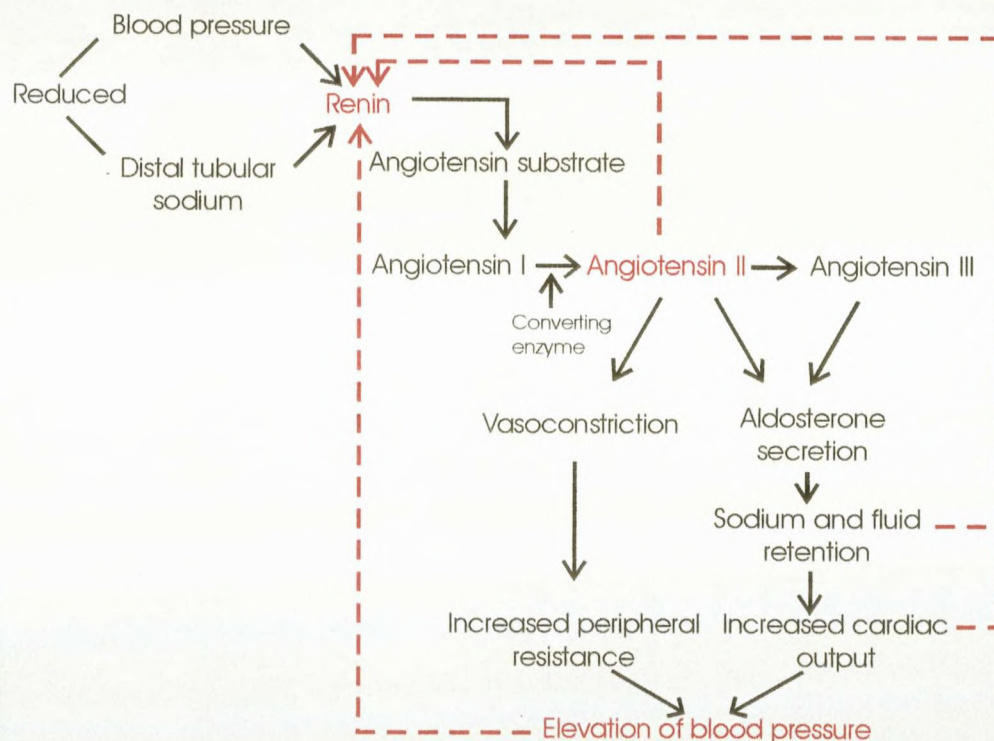 Blood pressure
Reduced
Renin
Distal tubular
sodium
Angiotensin substrate
Angiotensin I
Angiotensin II
Angiotensin III
Converting
enzyme
Vasoconstriction
Aldosterone
secretion
Sodium and fluid
retention
Increased peripheral
resistance
Increased cardiac
output
Elevation of blood pressure